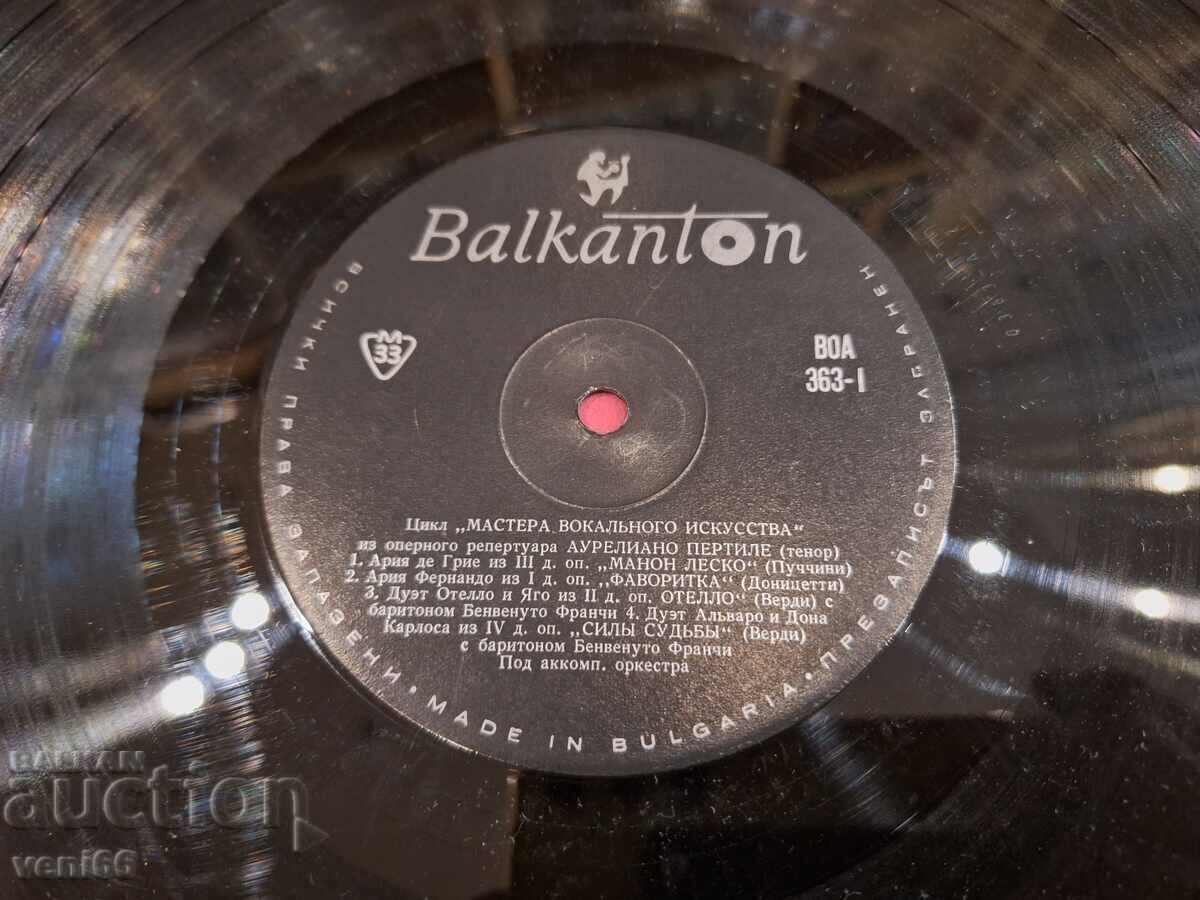 Balkanton
M
33
ВОА
363-I
Цикл „МАСТЕРА ВОКАЛЬНОГО ИСКУССТВА“
из оперного репертуара АУРЕЛИАНО ПЕРТИЛЕ (тенор)
1. Ария де Грие из III д. оп. „МАНОН ЛЕСКО“ (Пуччини)
2. Ария Фернандо из I д. оп. „ФАВОРИТКА“ (Доницетти)
3. Дуэт Отелло и Яго из II д. оп. ОТЕЛЛО“ (Верди) с
баритоном Бенвенуто Франчи 4. Дуэт Альваро и Дона
Карлоса из IV д. оп. „СИЛЫ СУДЬБЫ“ (Верди)
с баритоном Бенвенуто Франчи
Под аккомп. оркестра
ВСИЧКИ ПРАВА ЗАПАЗЕНИ • MADE IN BULGARIA • ПРЕЗАПИСЪТ ЗАБРАНЕН
BALKAN
auction
veni66